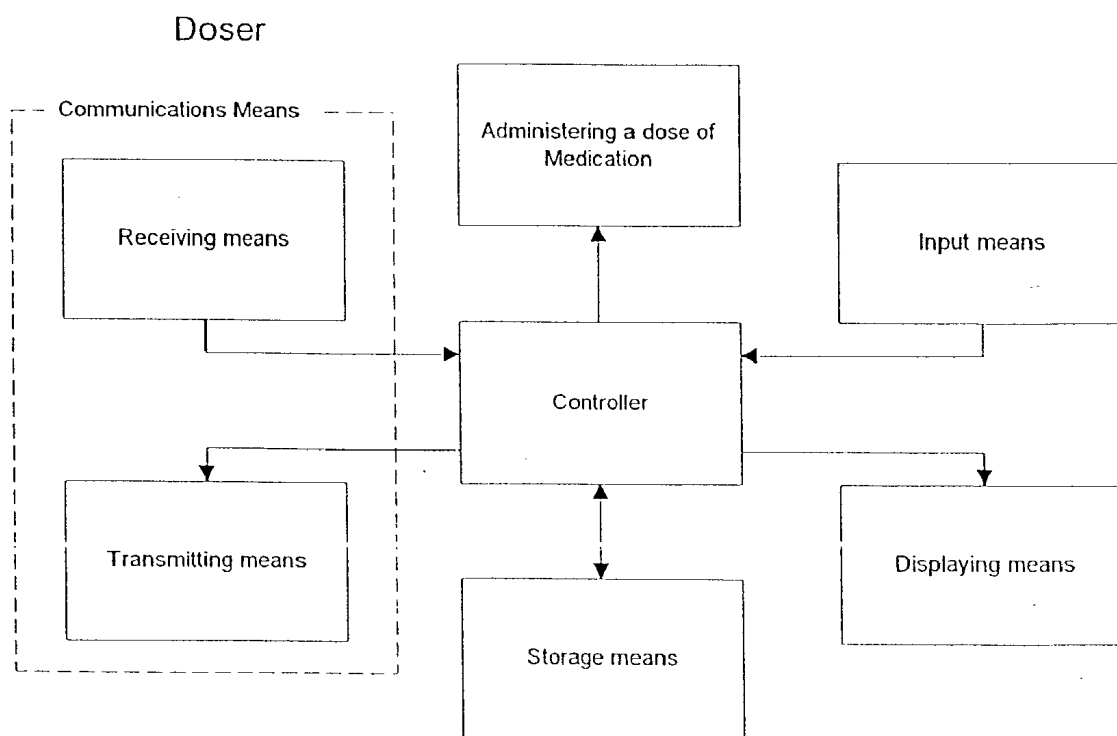 Doser
Communications Means
Administering a dose of
Medication
Receiving means
Input means
Controller
Transmitting means
Displaying means
Storage means